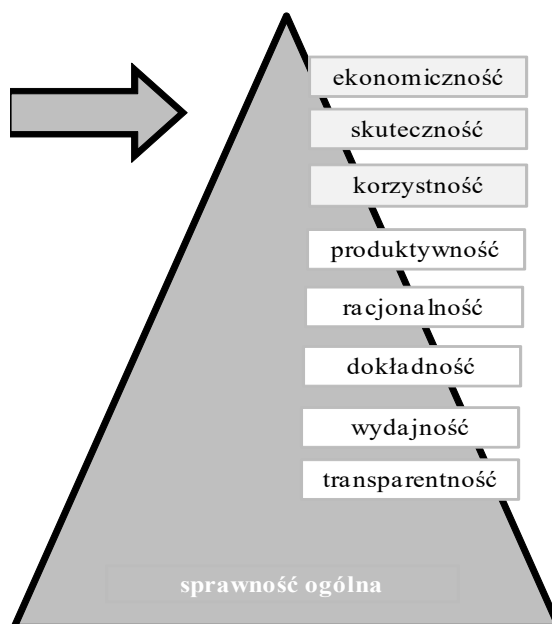 ekonomiczność
skuteczność
korzystność
produktywność
racjonalność
dokładność
wydajność
transparentność
sprawność ogólna